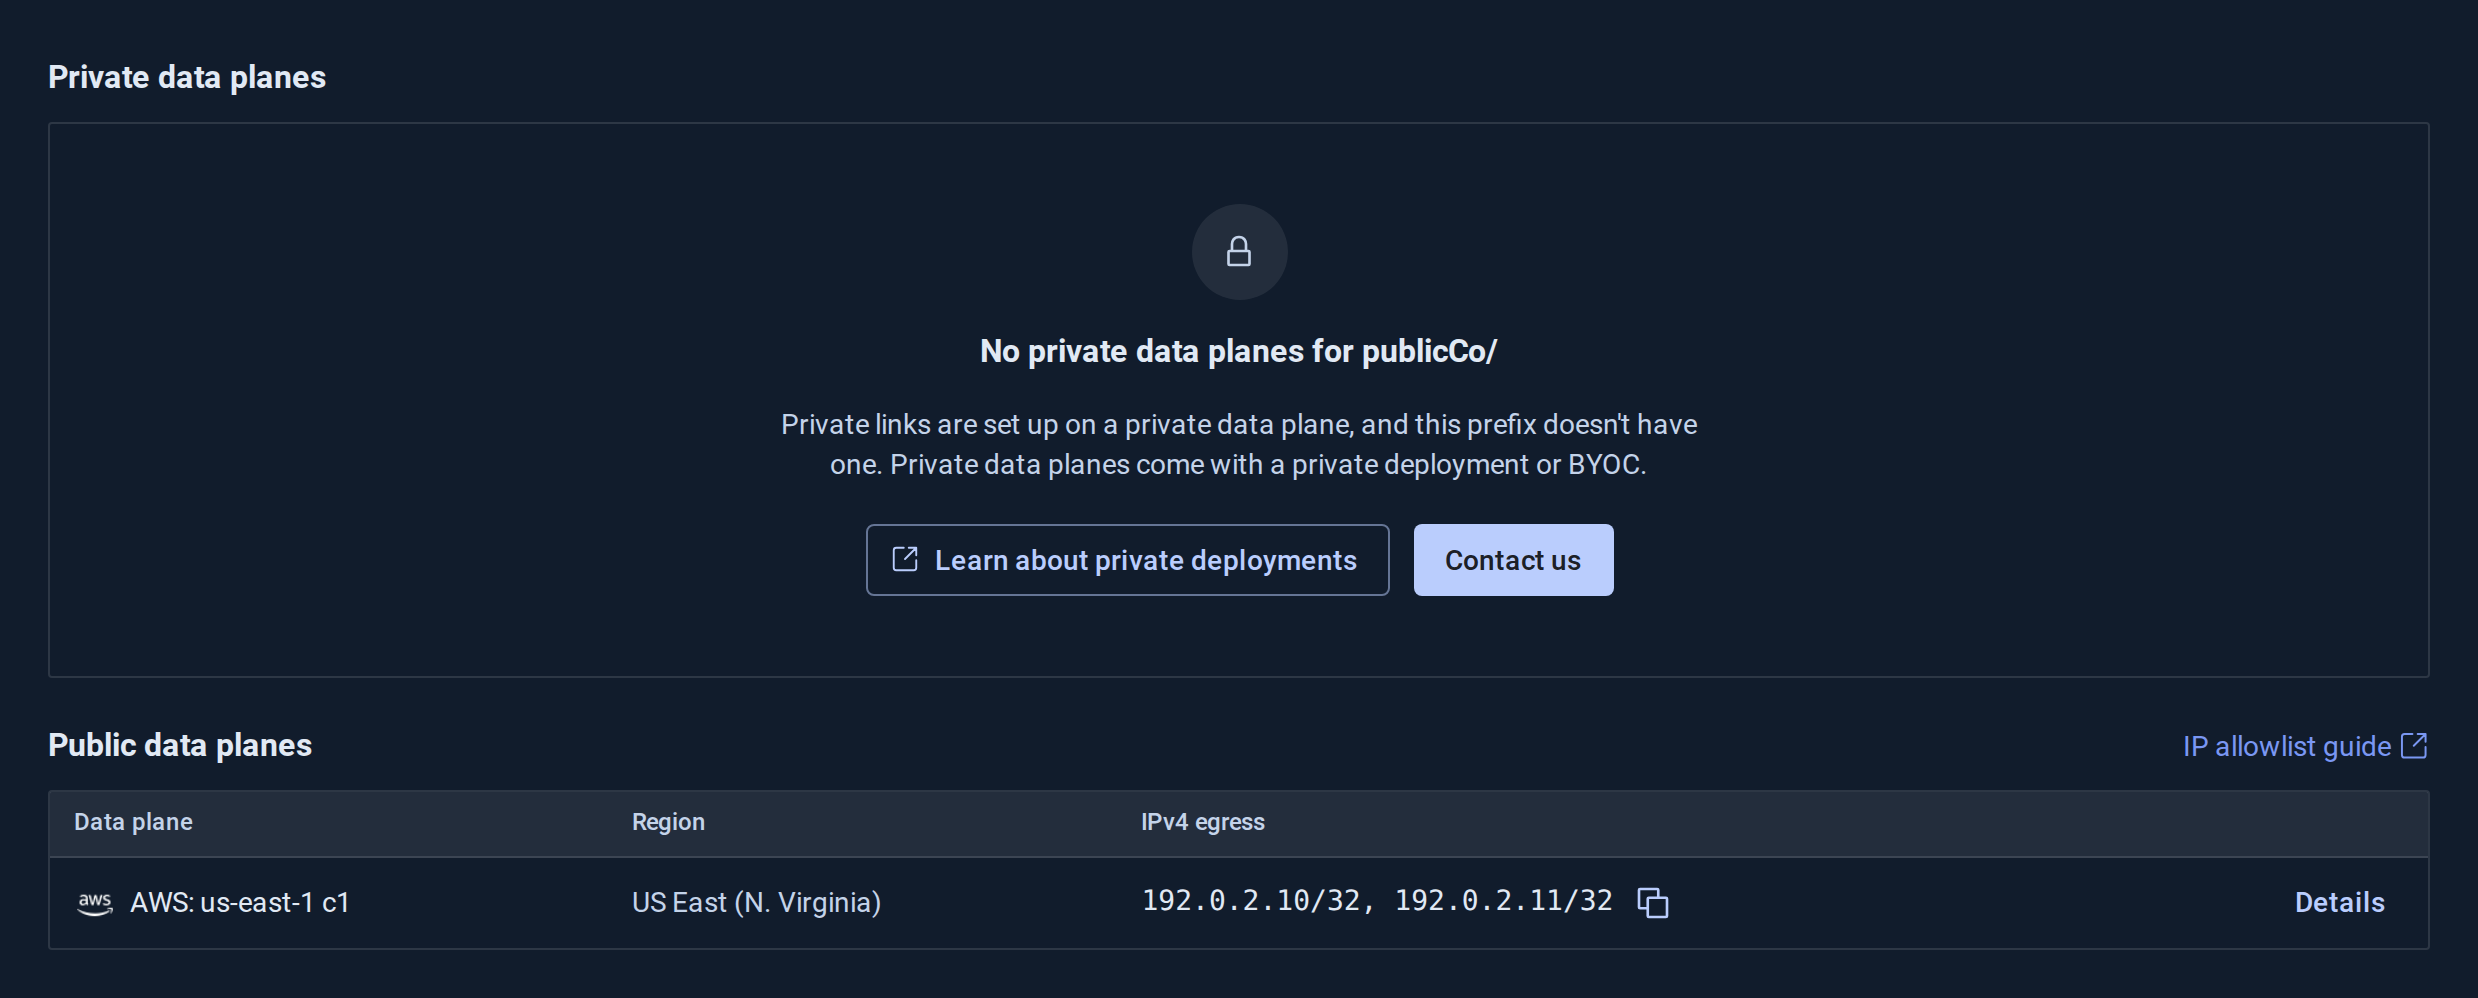 Private data planes
No private data planes for publicCo/
Private links are set up on a private data plane, and this prefix doesn't have
one. Private data planes come with a private deployment or BYOC.
Learn about private deployments
Contact us
Public data planes
IP allowlist guide
Data plane Region IPv4 egress
aws AWS: us-east-1 c1 US East (N. Virginia) 192.0.2.10/32, 192.0.2.11/32 Details